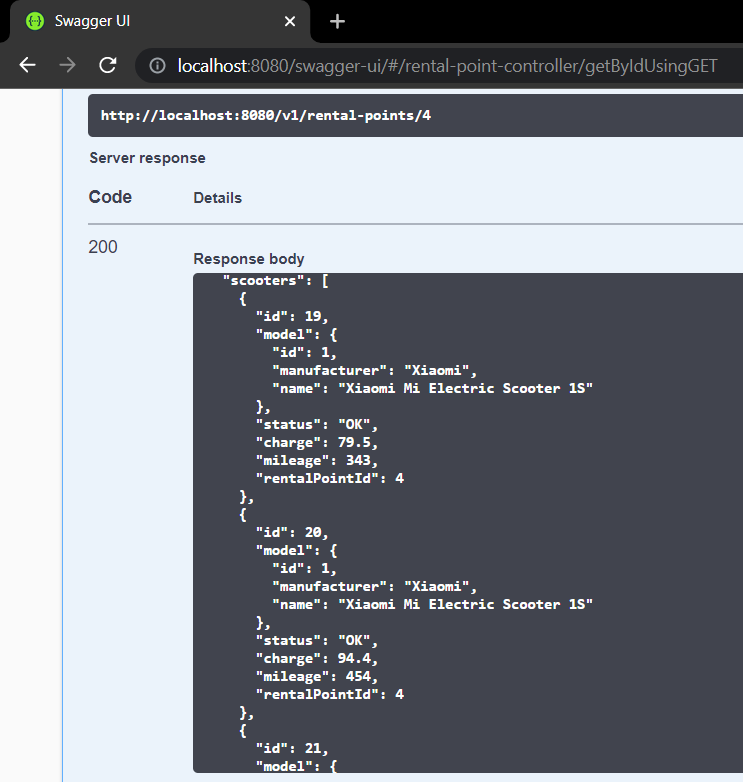 Swagger UI
localhost:8080/swagger-ui/#/rental-point-controller/getByIdUsingGET
http://localhost:8080/v1/rental-points/4
Server response
Code Details
200
Response body
"scooters": [
{
"id": 19,
"model": {
"id": 1,
"manufacturer": "Xiaomi",
"name": "Xiaomi Mi Electric Scooter 1S"
},
"status": "OK",
"charge": 79.5,
"mileage": 343,
"rentalPointId": 4
},
{
"id": 20,
"model": {
"id": 1,
"manufacturer": "Xiaomi",
"name": "Xiaomi Mi Electric Scooter 1S"
},
"status": "OK",
"charge": 94.4,
"mileage": 454,
"rentalPointId": 4
},
{
"id": 21,
"model": {